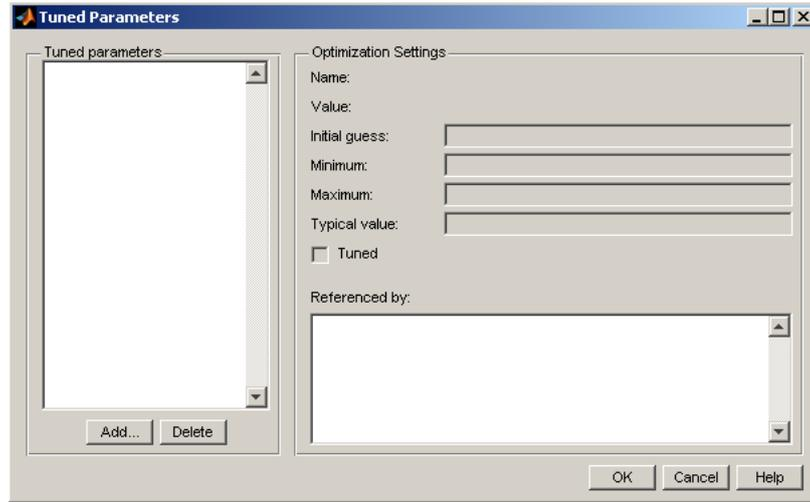 Tuned Parameters
Tuned parameters
Add...
Delete
Optimization Settings
Name:
Value:
Initial guess:
Minimum:
Maximum:
Typical value:
Tuned
Referenced by:
OK
Cancel
Help